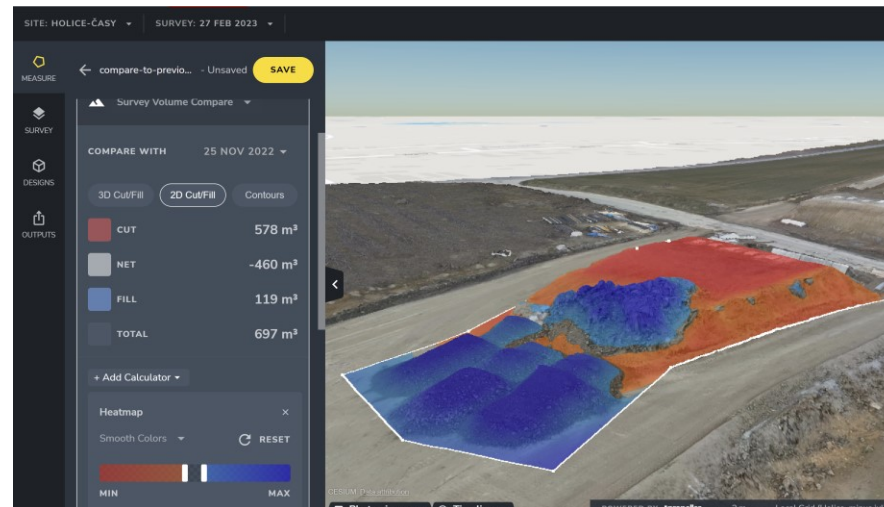 SITE: HOLICE-ČASY SURVEY: 27 FEB 2023
MEASURE
SURVEY
DESIGNS
OUTPUTS
compare-to-previo... - Unsaved SAVE
Survey Volume Compare
COMPARE WITH 25 NOV 2022
3D Cut/Fill 2D Cut/Fill Contours
CUT 578 m³
NET -460 m³
FILL 119 m³
TOTAL 697 m³
+ Add Calculator
Heatmap ×
Smooth Colors RESET
MIN MAX
CESIUM